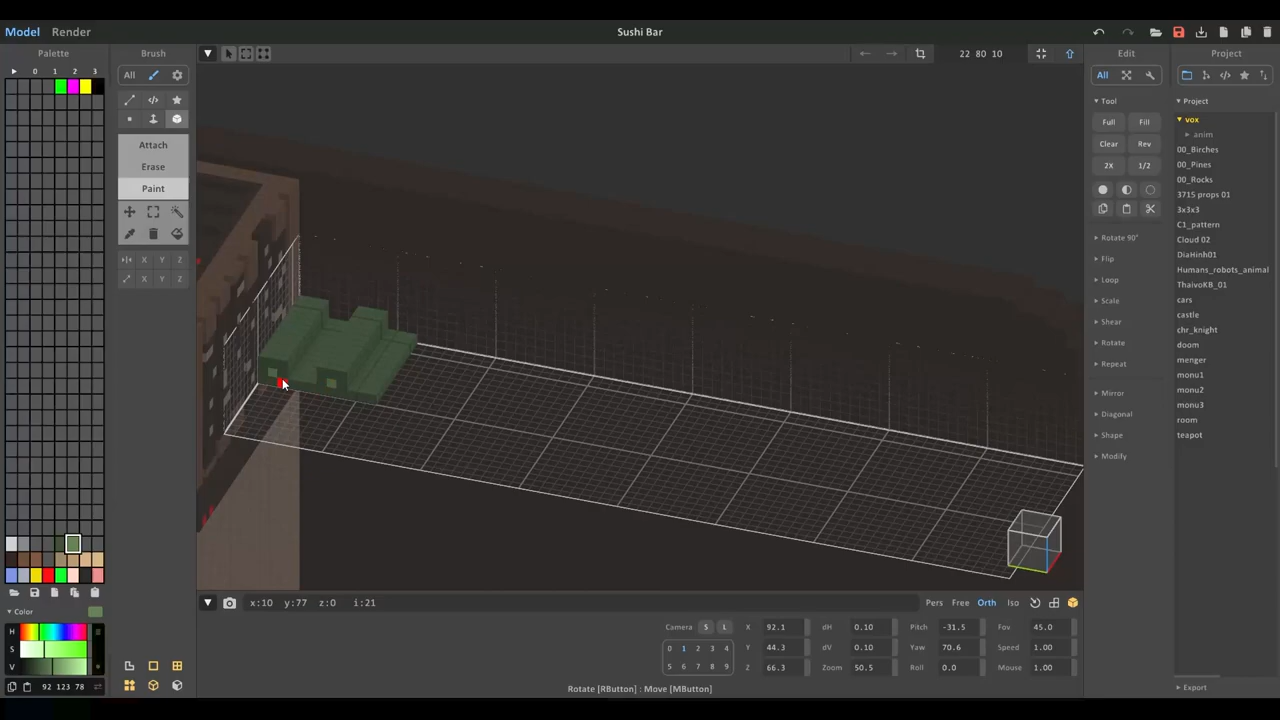 Model Render
Sushi Bar
Palette
Brush
22 80 10
Edit
Project
All
All
0 1 2 3
Tool
Project
Full Fill
vox
anim
Attach
Clear Rev
00_Birches
Erase
2X 1/2
00_Pines
00_Rocks
Paint
3715 props 01
3x3x3
C1_pattern
Rotate 90°
Cloud 02
Flip
DiaHinh01
X Y Z
Loop
Humans_robots_animal
X Y Z
ThaivoKB_01
Scale
cars
castle
Shear
chr_knight
Rotate
doom
Repeat
menger
monu1
Mirror
monu2
Diagonal
monu3
Shape
room
Modify
teapot
x:10 y:77 z:0 i:21
Pers Free Orth Iso
Color
H
S
V
92 123 78
Camera S L X 92.1 dH 0.10 Pitch -31.5 Fov 45.0
0 1 2 3 4 Y 44.3 dV 0.10 Yaw 70.6 Speed 1.00
5 6 7 8 9 Z 66.3 Zoom 50.5 Roll 0.0 Mouse 1.00
Rotate [RButton] : Move [MButton]
Export